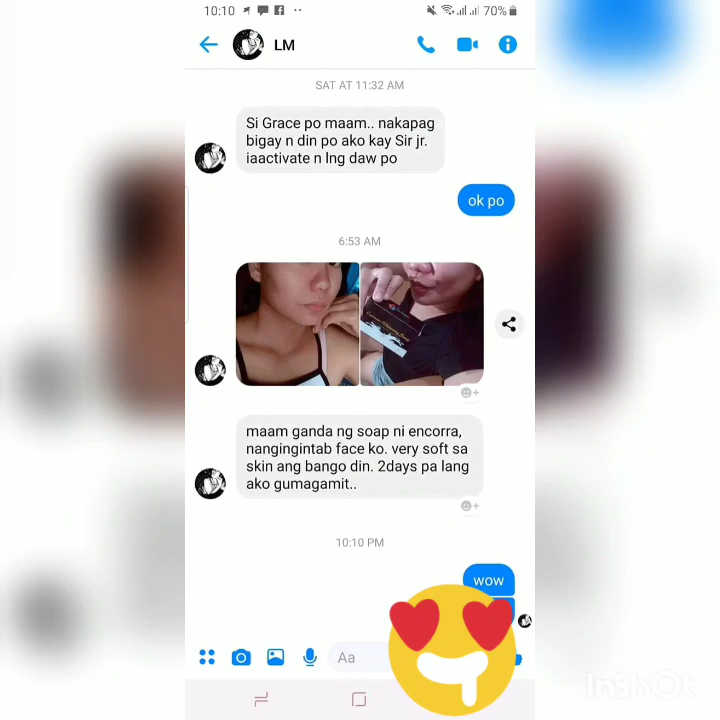 10:10
70%
LM
SAT AT 11:32 AM
Si Grace po maam.. nakapag
bigay n din po ako kay Sir jr.
iaactivate n lng daw po
ok po
6:53 AM
maam ganda ng soap ni encorra,
nangingintab face ko. very soft sa
skin ang bango din. 2days pa lang
ako gumagamit..
10:10 PM
wow
Aa
InShOt